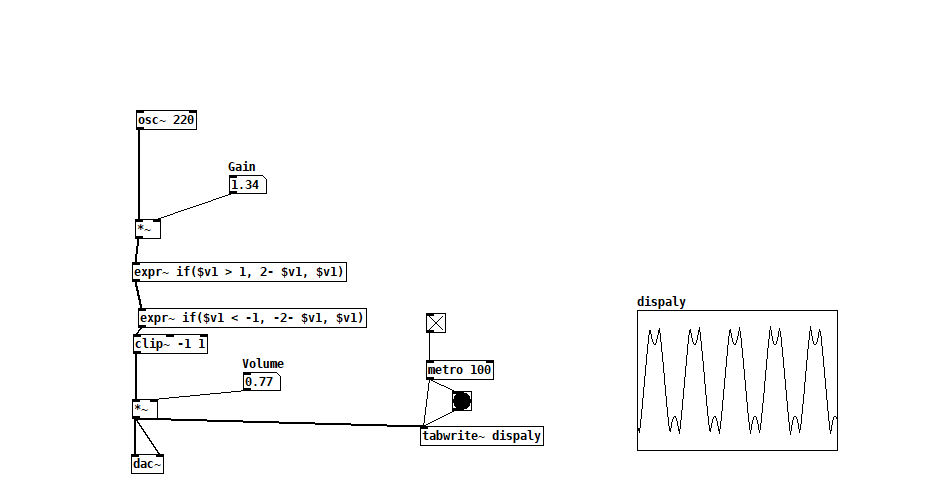 osc~ 220
Gain
1.34
*~
expr~ if($v1 > 1, 2- $v1, $v1)
expr~ if($v1 < -1, -2- $v1, $v1)
clip~ -1 1
Volume
0.77
*~
dac~
metro 100
tabwrite~ dispaly
dispaly